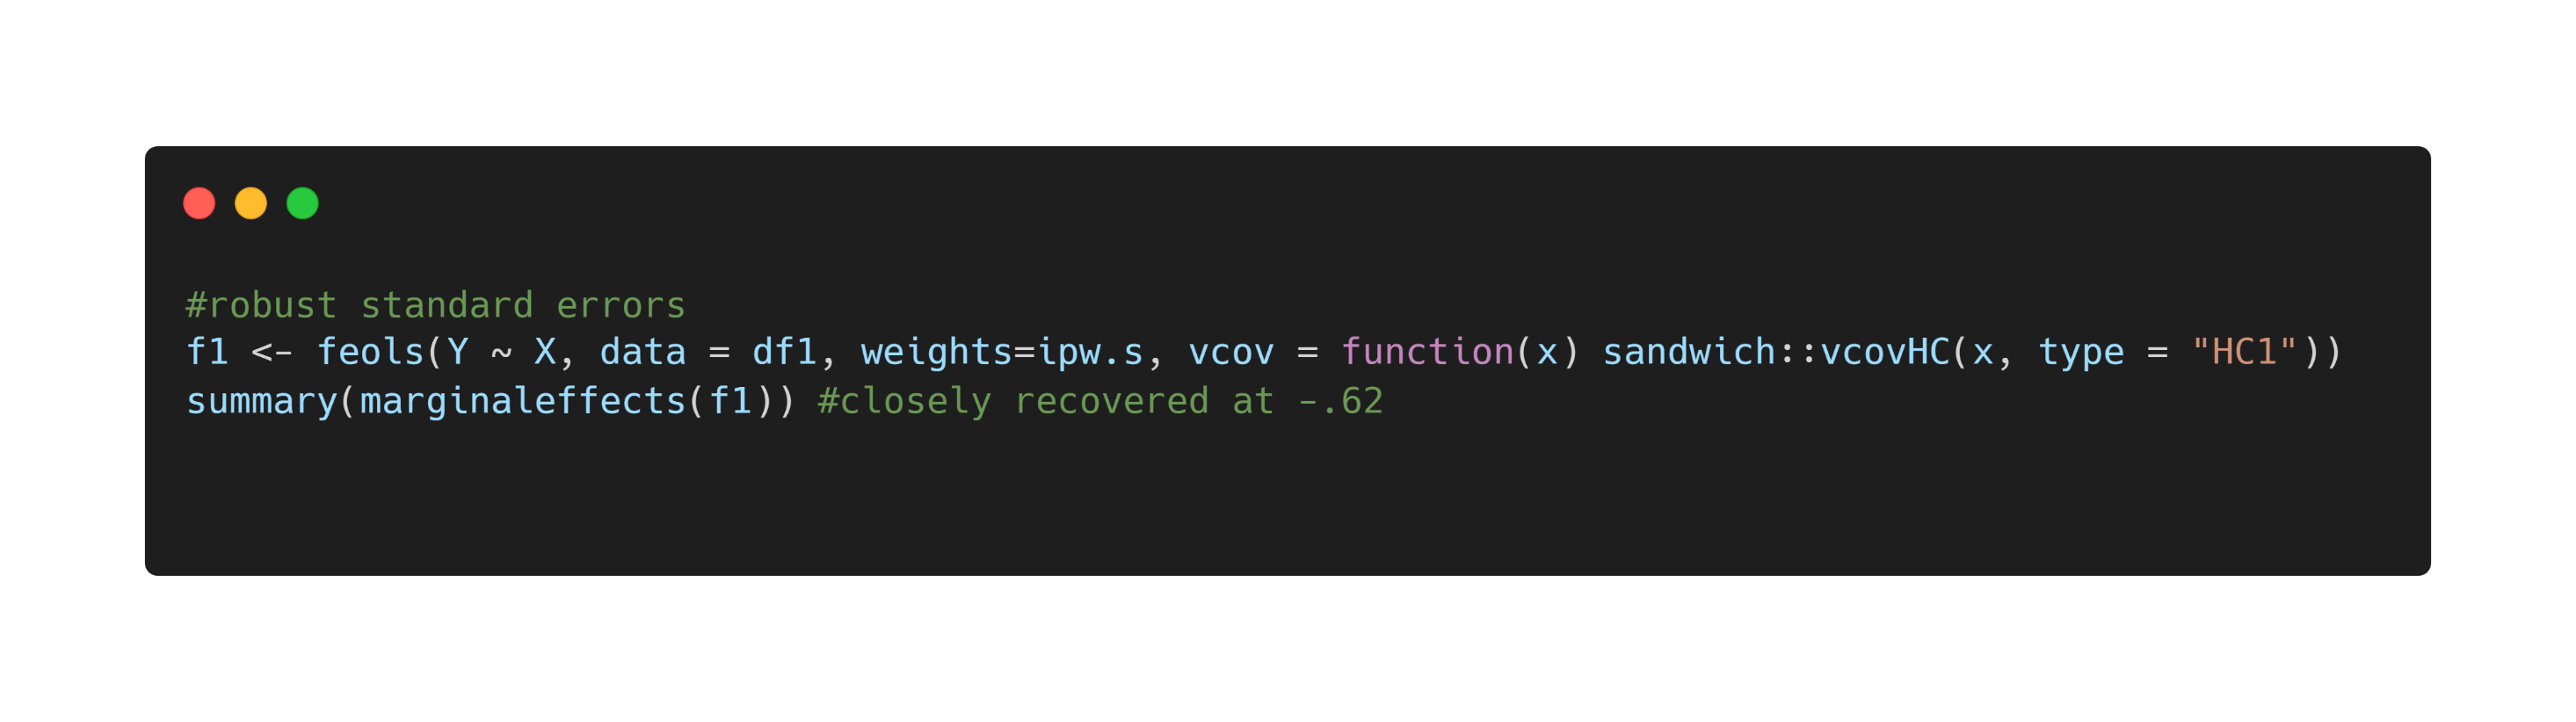 #robust standard errors
f1 <- feols(Y ~ X, data = df1, weights=ipw.s, vcov = function(x) sandwich::vcovHC(x, type = "HC1"))
summary(marginaleffects(f1)) #closely recovered at -.62